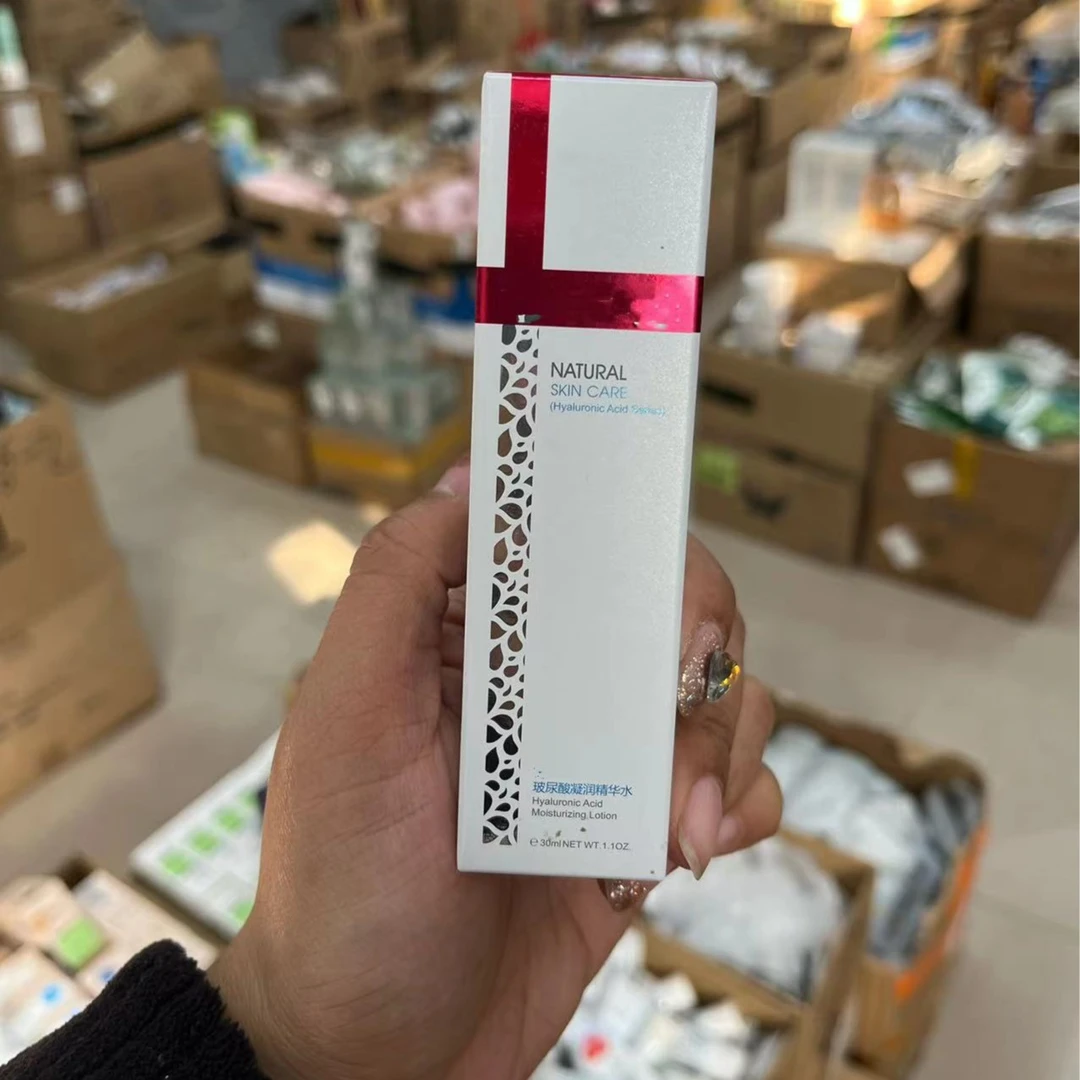 NATURAL
SKIN CARE
(Hyaluronic Acid
玻尿酸凝润精华水
Hyaluronic Acid
Moisturizing Lotion
℮ 30ml NET WT. 1.1OZ.